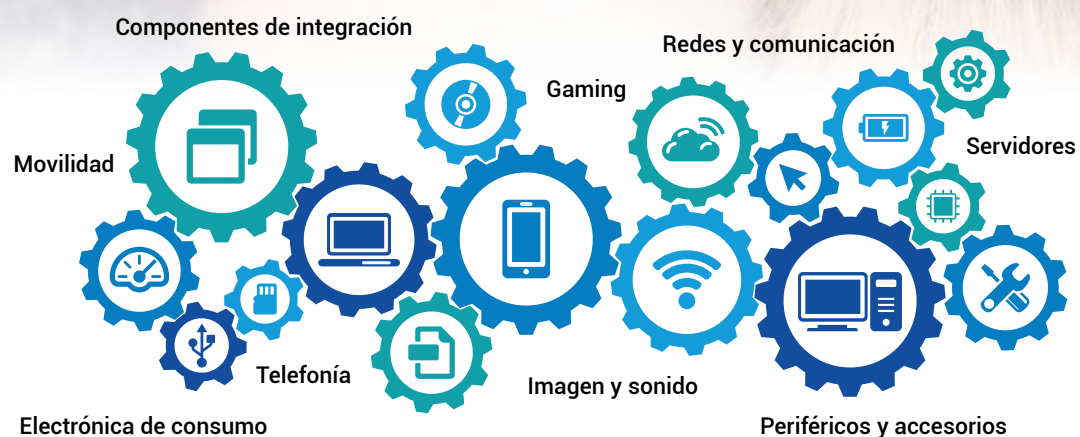 Componentes de integración
Redes y comunicación
Gaming
Servidores
Movilidad
Telefonía
Imagen y sonido
Electrónica de consumo
Periféricos y accesorios